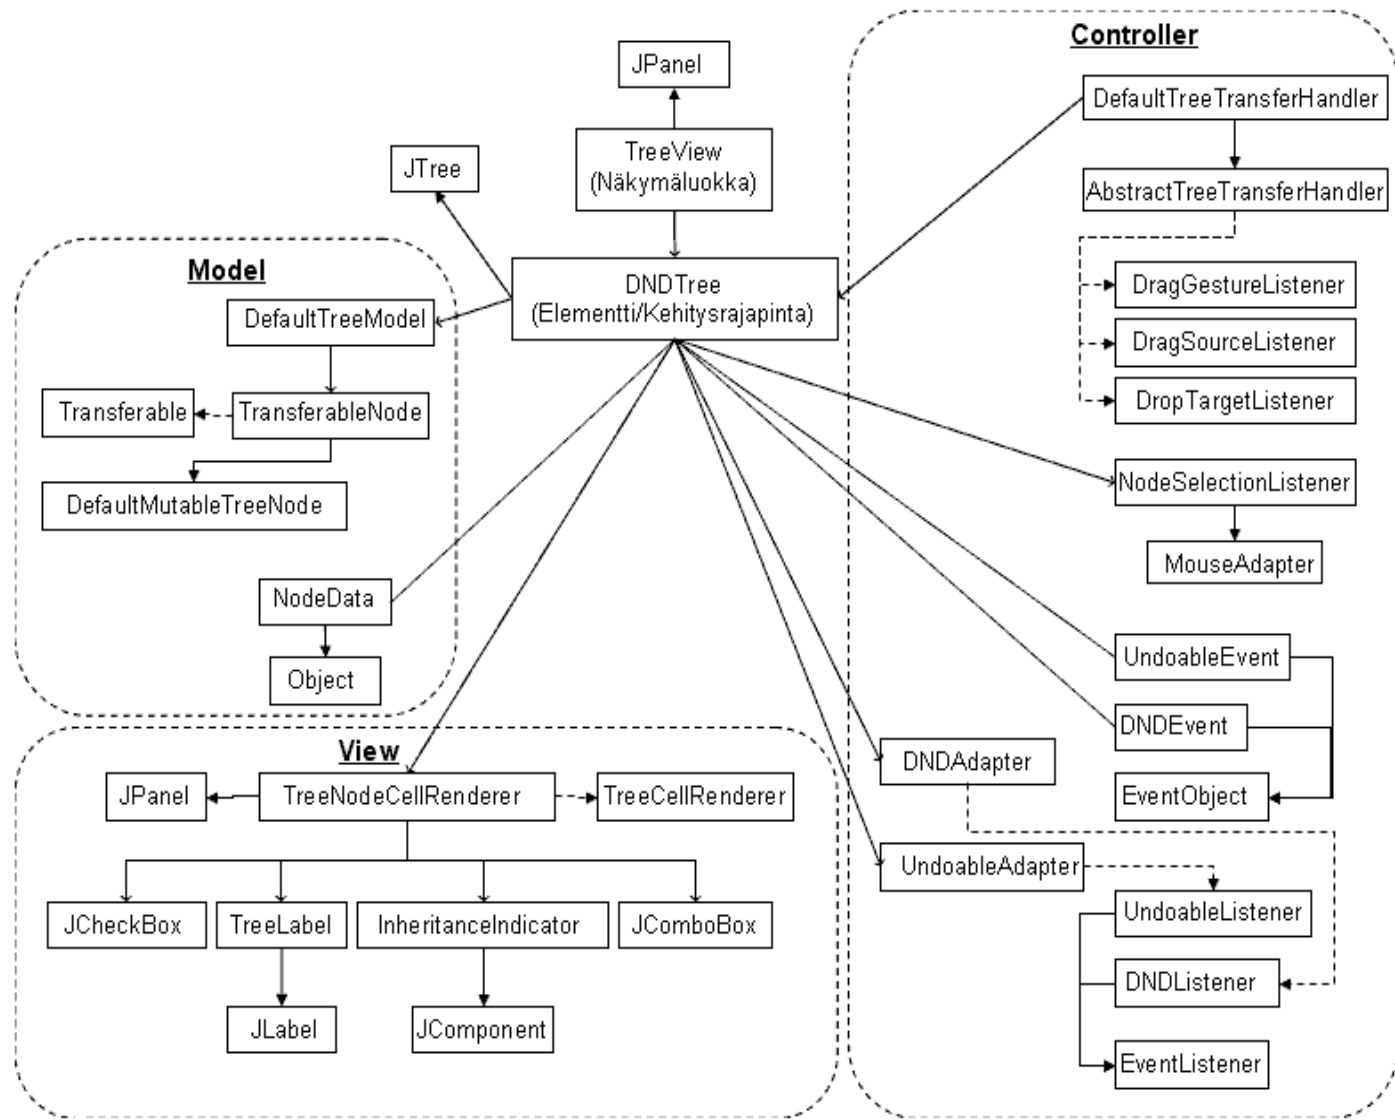 Controller
JPanel
DefaultTreeTransferHandler
TreeView
(Näkymäluokka)
JTree
AbstractTreeTransferHandler
Model
DNDTree
(Elementti/Kehitysrajapinta)
DragGestureListener
DefaultTreeModel
DragSourceListener
Transferable
TransferableNode
DropTargetListener
DefaultMutableTreeNode
NodeSelectionListener
MouseAdapter
NodeData
UndoableEvent
Object
DNDEvent
View
DNDAdapter
JPanel
TreeNodeCellRenderer
TreeCellRenderer
EventObject
UndoableAdapter
JCheckBox
TreeLabel
InheritanceIndicator
JComboBox
UndoableListener
DNDListener
JLabel
JComponent
EventListener